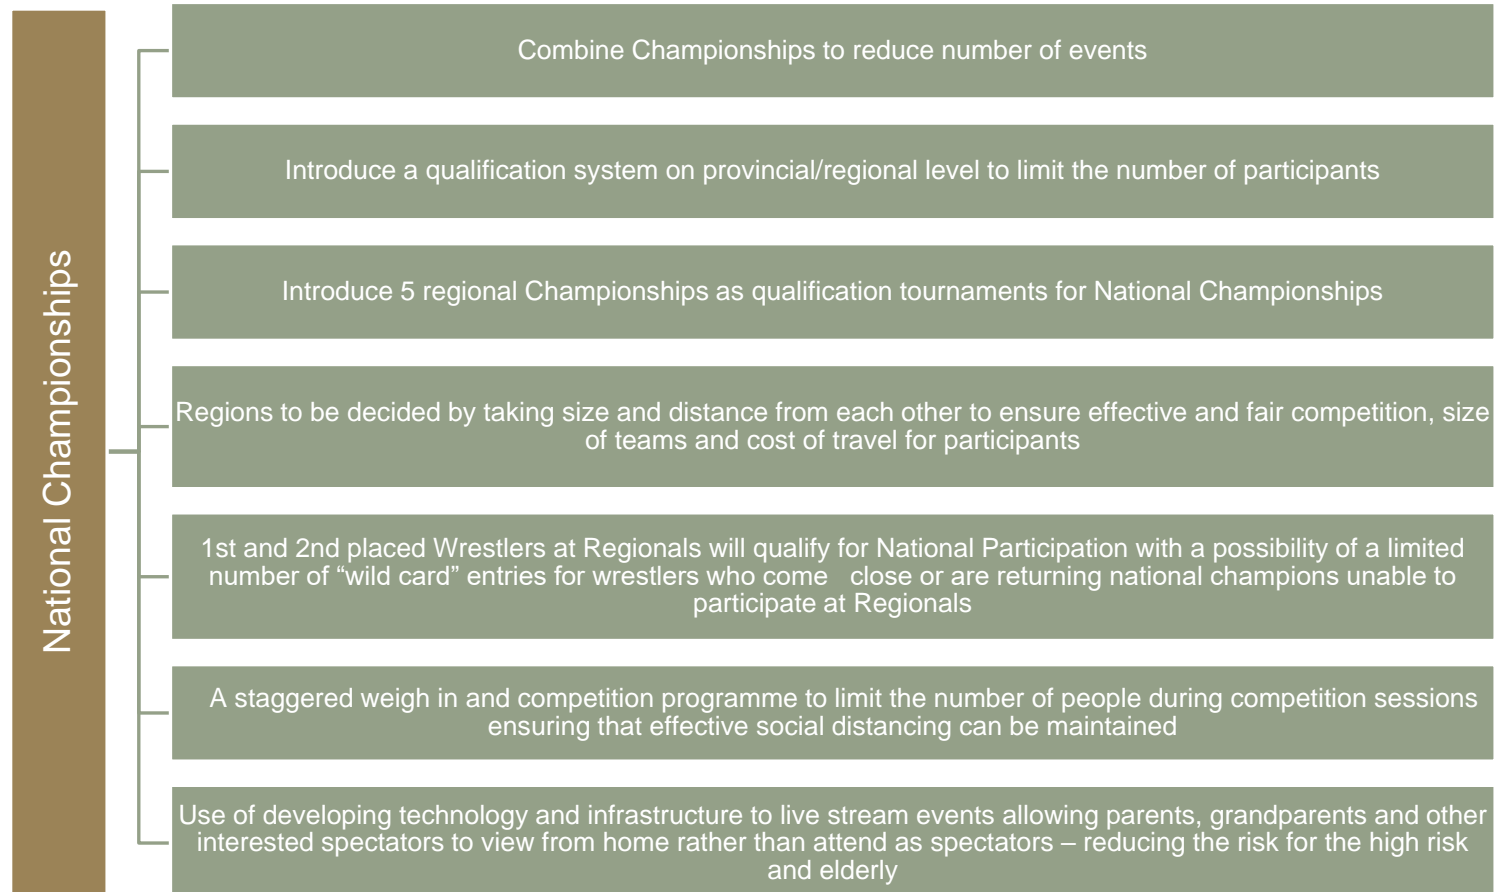 National Championships
Combine Championships to reduce number of events
Introduce a qualification system on provincial/regional level to limit the number of participants
Introduce 5 regional Championships as qualification tournaments for National Championships
Regions to be decided by taking size and distance from each other to ensure effective and fair competition, size
of teams and cost of travel for participants
1st and 2nd placed Wrestlers at Regionals will qualify for National Participation with a possibility of a limited
number of “wild card” entries for wrestlers who come   close or are returning national champions unable to
participate at Regionals
A staggered weigh in and competition programme to limit the number of people during competition sessions
ensuring that effective social distancing can be maintained
Use of developing technology and infrastructure to live stream events allowing parents, grandparents and other
interested spectators to view from home rather than attend as spectators – reducing the risk for the high risk
and elderly